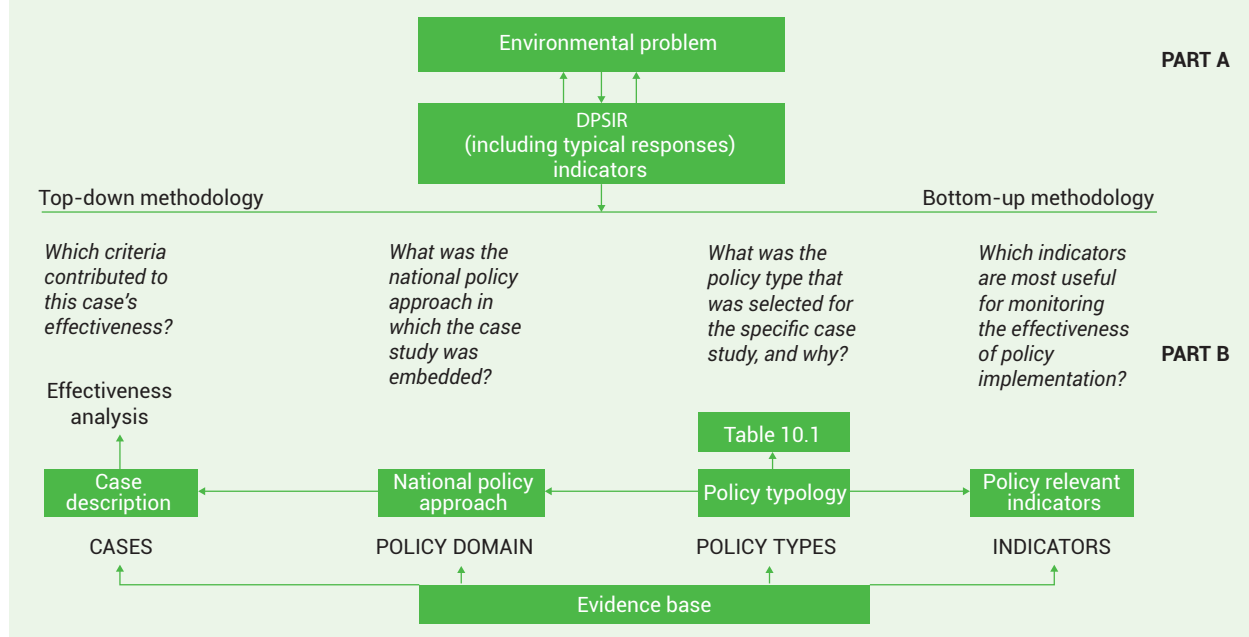 Environmental problem
PART A
DPSIR
(including typical responses)
indicators
Top-down methodology
Bottom-up methodology
Which criteria
contributed to
this case's
effectiveness?
What was the
national policy
approach in
which the case
study was
embedded?
What was the
policy type that
was selected for
the specific case
study, and why?
Which indicators
are most useful
for monitoring
the effectiveness
of policy
implementation?
PART B
Effectiveness
analysis
Table 10.1
Case
description
National policy
approach
Policy typology
Policy relevant
indicators
CASES
POLICY DOMAIN
POLICY TYPES
INDICATORS
Evidence base